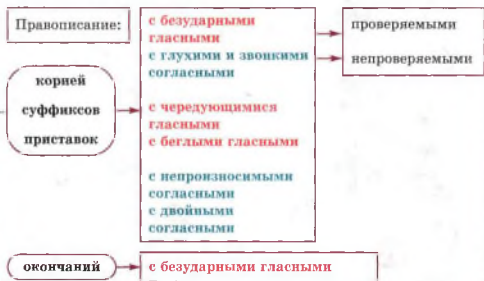 Правописание:
корней
суффиксов
приставок
с безударными
гласными
с глухими и звонкими
согласными
с чередующимися
гласными
с беглыми гласными
с непроизносимыми
согласными
с двойными
согласными
проверяемыми
непроверяемыми
окончаний
с безударными гласными